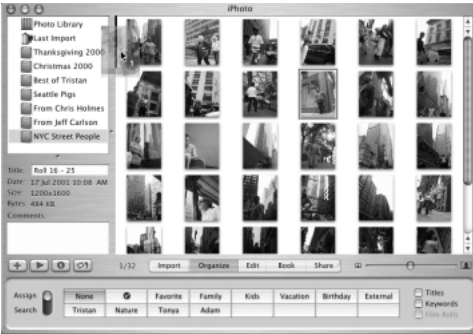 iPhoto
Photo Library
Last Import
Thanksgiving 2000
Christmas 2000
Best of Tristan
Seattle Pigs
From Chris Holmes
From Jeff Carlson
NYC Street People
Title: Roll 16 - 25
Date: 17 Jul 2001 10:08 AM
Size: 1200x1600
Bytes: 484 KB
Comments:
1/32 Import Organize Edit Book Share
Assign None Favorite Family Kids Vacation Birthday External
Search Tristan Nature Tonya Adam
Titles
Keywords
Film Rolls